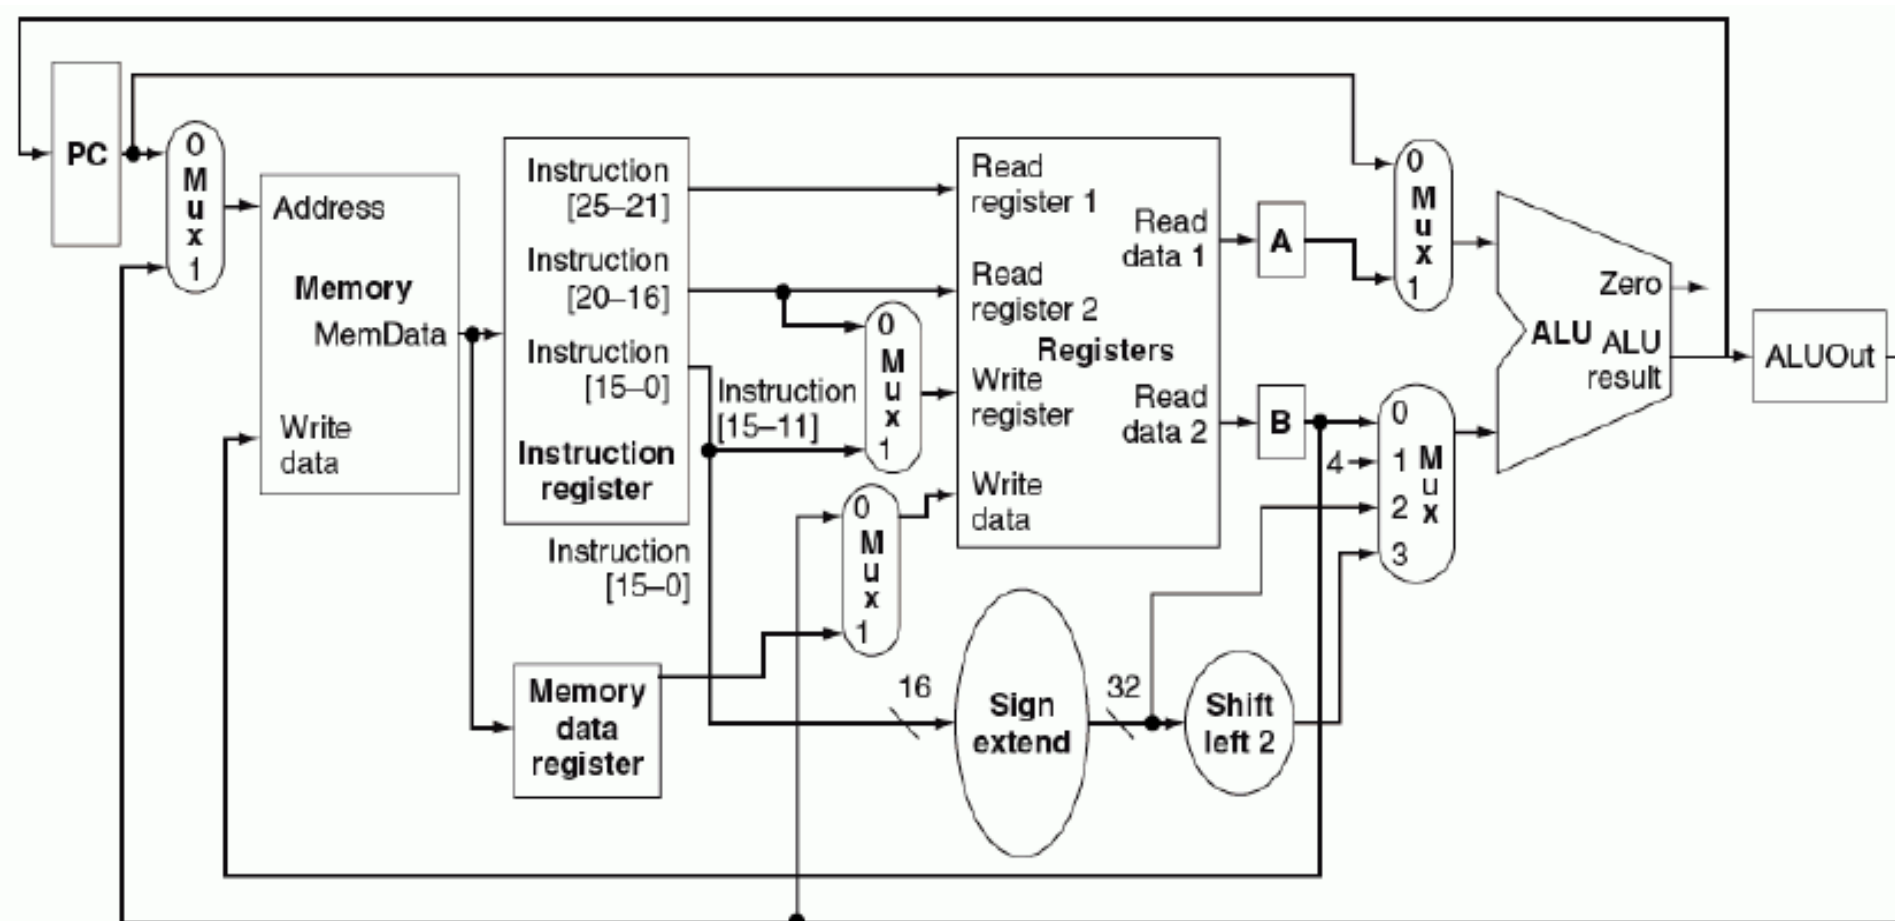 PC
0
M
u
x
1
Address
Memory
MemData
Write
data
Instruction
[25–21]
Instruction
[20–16]
Instruction
[15–0]
Instruction
register
Instruction
[15–11]
Instruction
[15–0]
Memory
data
register
0
M
u
x
1
0
M
u
x
1
Read
register 1
Read
register 2
Registers
Write
register
Write
data
Read
data 1
Read
data 2
16
Sign
extend
32
Shift
left 2
A
B
4
0
M
u
x
1
0
1 M
u
2 x
3
Zero
ALU
ALU
result
ALUOut